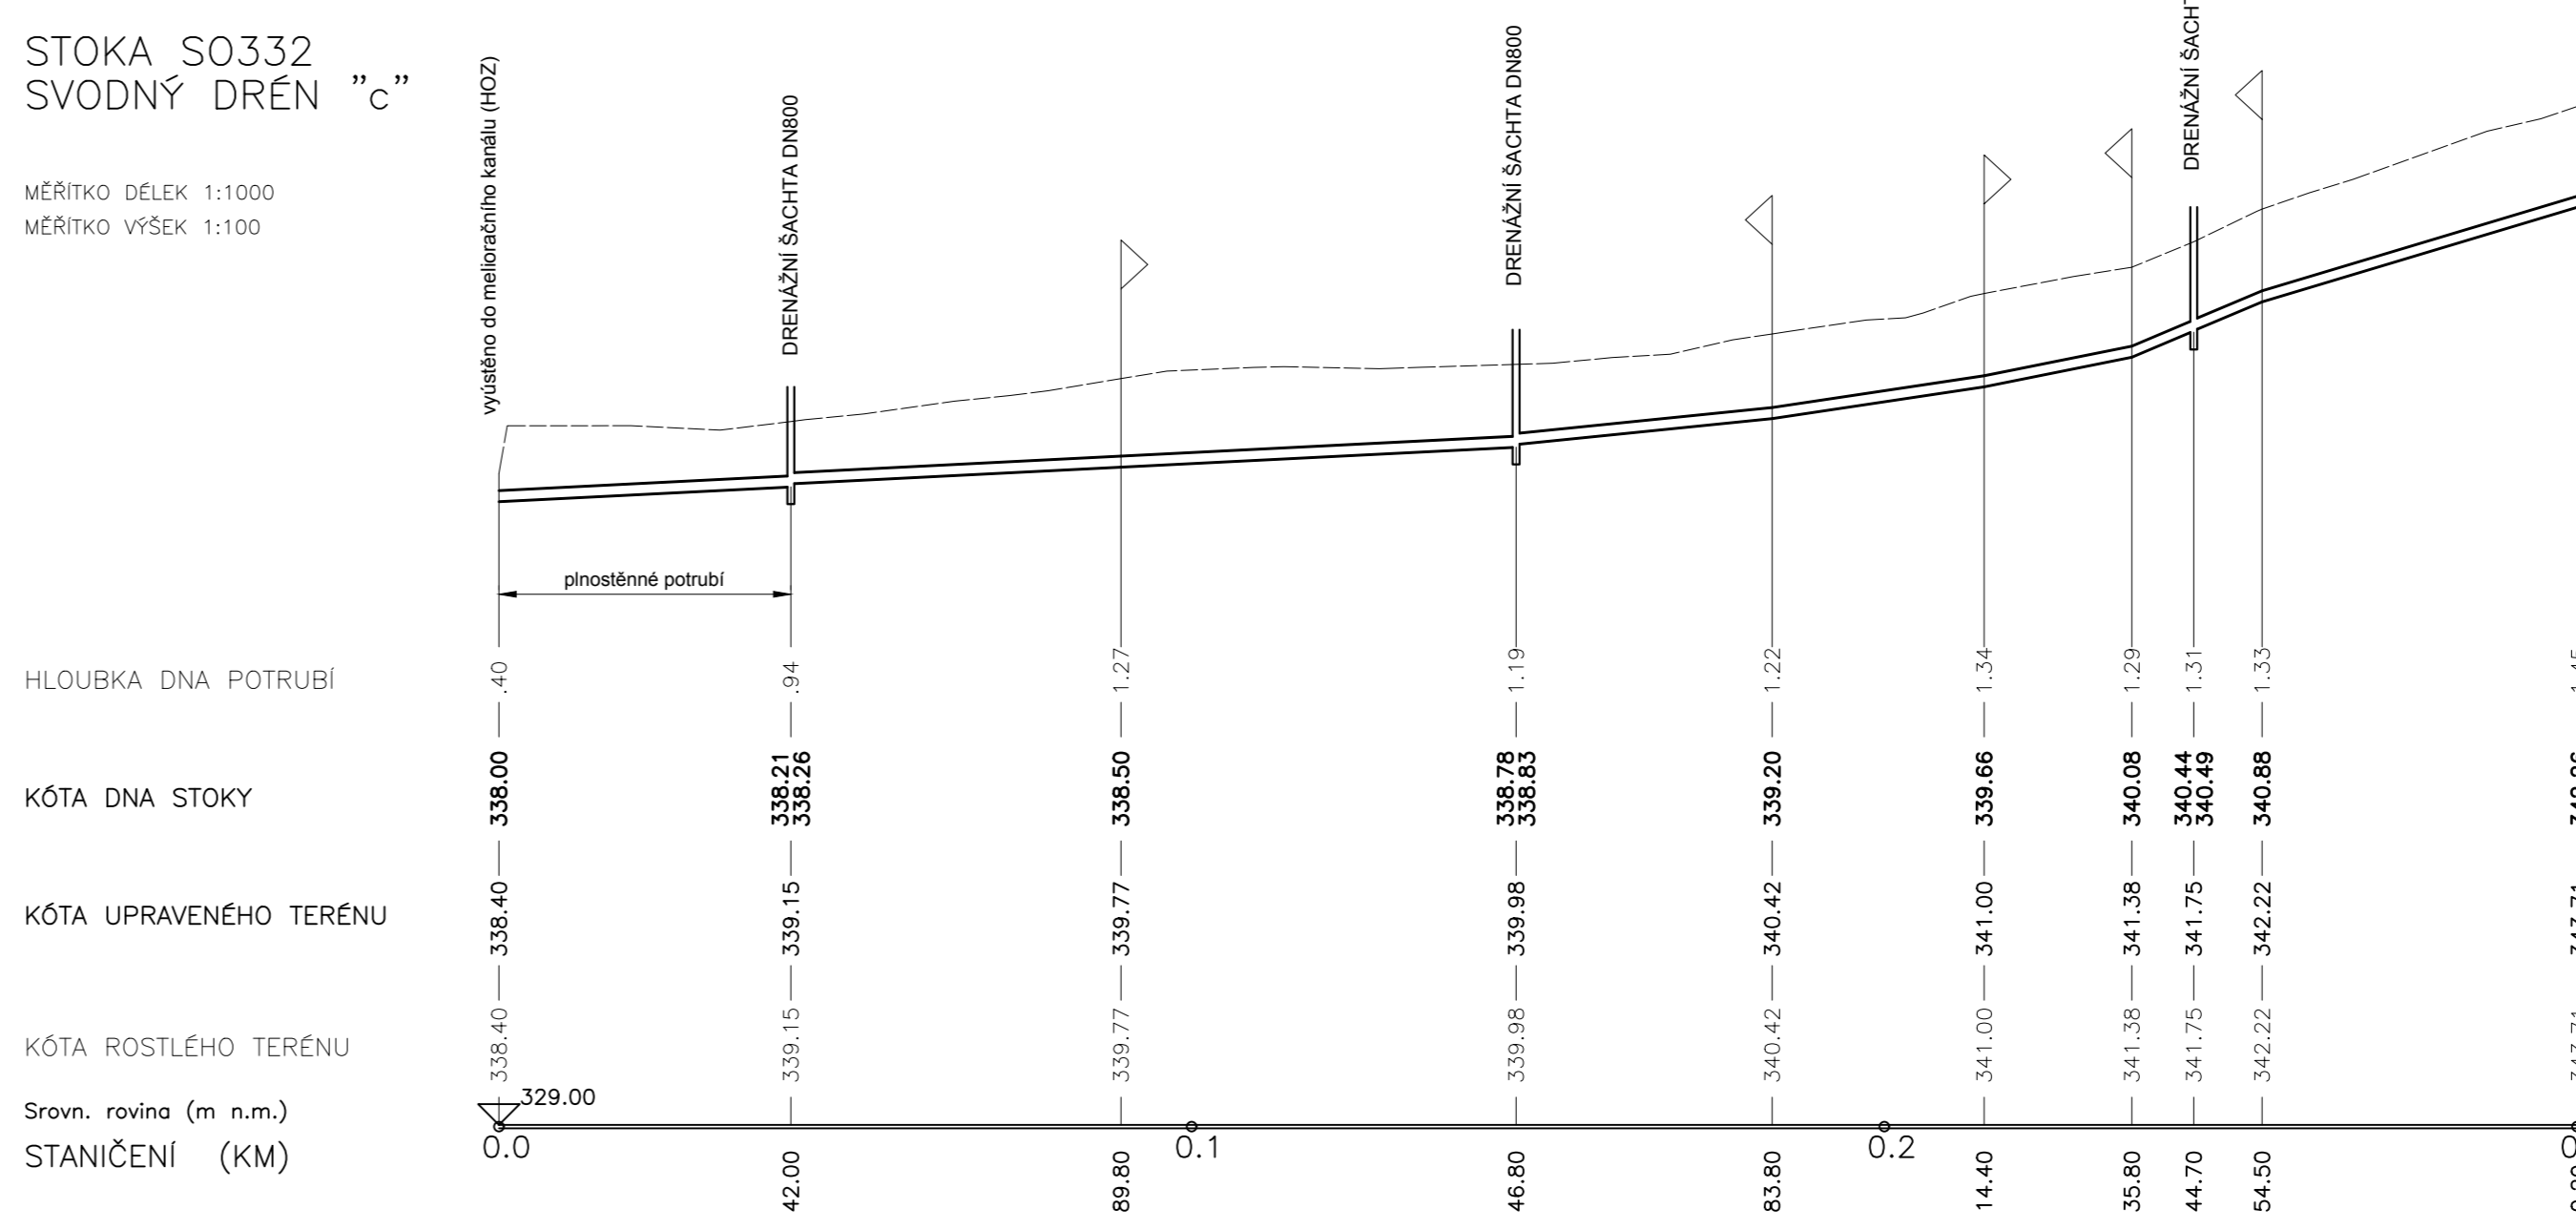 STOKA SO332
SVODNÝ DRÉN "c"
MĚŘÍTKO DÉLEK 1:1000
MĚŘÍTKO VÝŠEK 1:100
vyústěno do melioračního kanálu (HOZ)
DRENÁŽNÍ ŠACHTA DN800
DRENÁŽNÍ ŠACHTA DN800
DRENÁŽNÍ
plnostěnné potrubí
HLOUBKA DNA POTRUBÍ .40 .94 1.27 1.19 1.22 1.34 1.29 1.31 1.33
KÓTA DNA STOKY 338.00 338.21 338.26 338.50 338.78 338.83 339.20 339.66 340.08 340.44 340.49 340.88
KÓTA UPRAVENÉHO TERÉNU 338.40 339.15 339.77 339.98 340.42 341.00 341.38 341.75 342.22
KÓTA ROSTLÉHO TERÉNU 338.40 339.15 339.77 339.98 340.42 341.00 341.38 341.75 342.22
Srovn. rovina (m n.m.) 329.00
STANIČENÍ (KM) 0.0 0.1 0.2
42.00 89.80 46.80 83.80 14.40 35.80 44.70 54.50